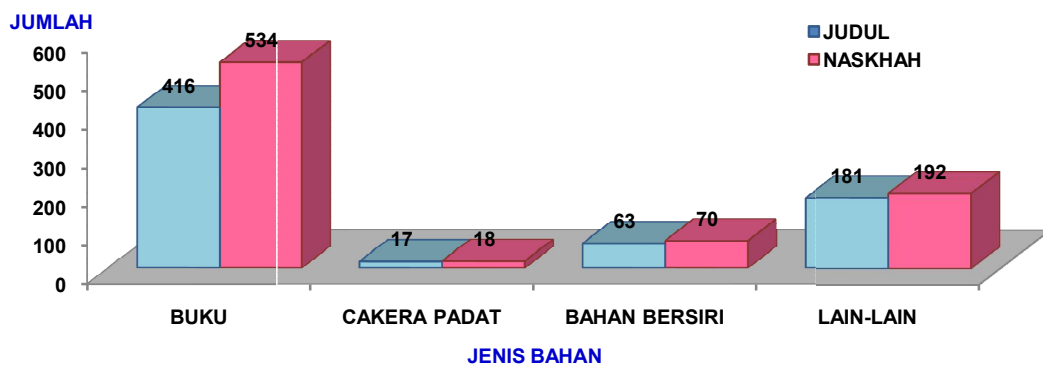 JUMLAH
JUDUL
NASKHAH
600
500
400
300
200
100
0
416
534
17
18
63
70
181
192
BUKU
CAKERA PADAT
BAHAN BERSIRI
LAIN-LAIN
JENIS BAHAN